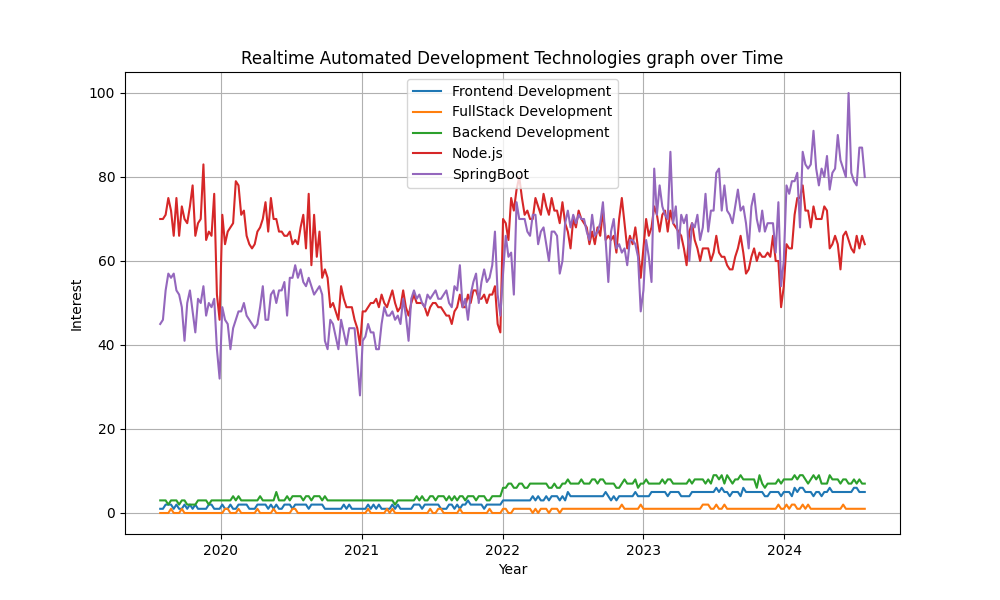 Realtime Automated Development Technologies graph over Time
Frontend Development
FullStack Development
Backend Development
Node.js
SpringBoot
100
80
60
40
20
0
Interest
2020 2021 2022 2023 2024
Year